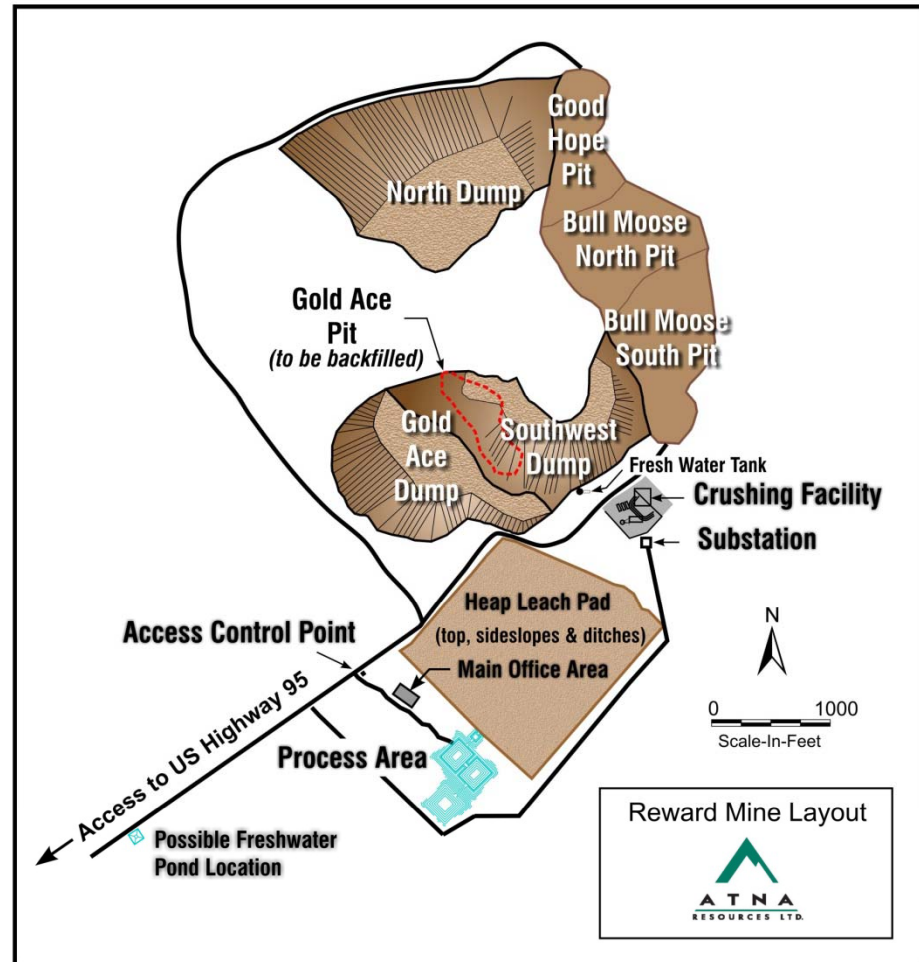 Good
Hope
Pit
North Dump
Bull Moose
North Pit
Gold Ace
Pit
(to be backfilled)
Bull Moose
South Pit
Gold
Ace
Dump
Southwest
Dump
Fresh Water Tank
Crushing Facility
Substation
Heap Leach Pad
(top, sideslopes & ditches)
Access Control Point
Main Office Area
N
0 1000
Scale-In-Feet
Process Area
Access to US Highway 95
Possible Freshwater
Pond Location
Reward Mine Layout
ATNA
RESOURCES LTD.